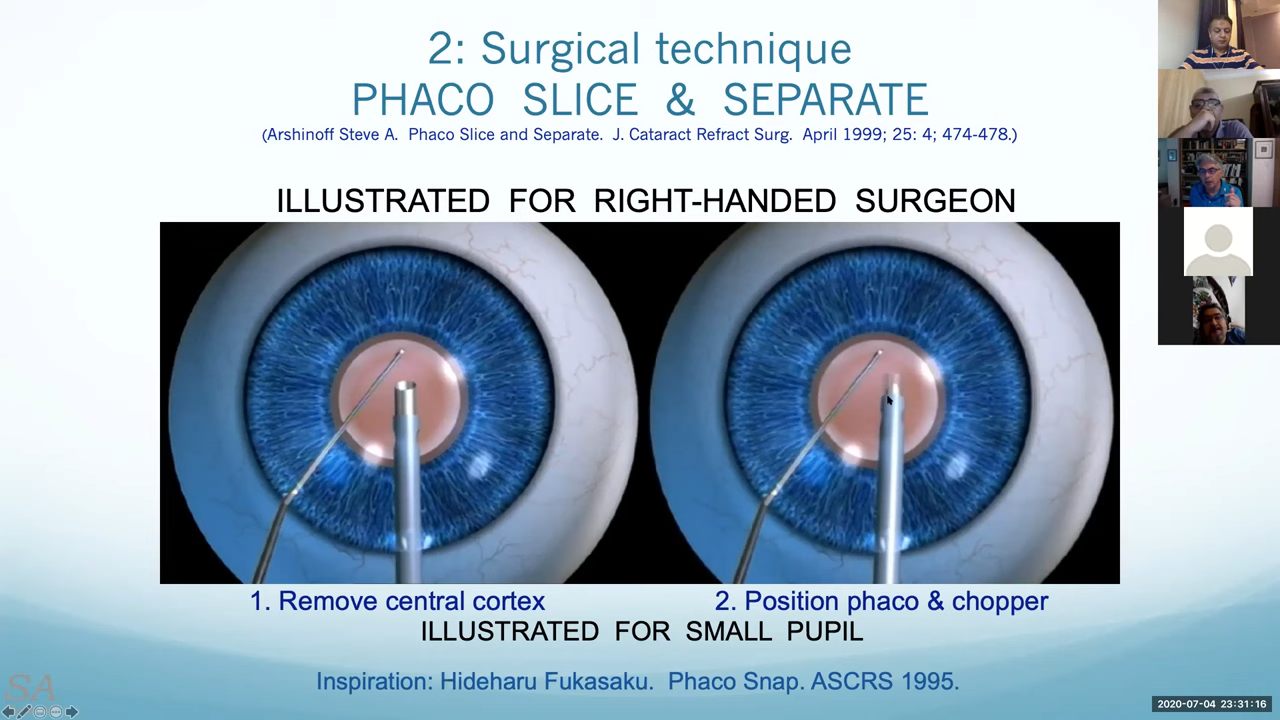 2: Surgical technique
PHACO SLICE & SEPARATE
(Arshinoff Steve A. Phaco Slice and Separate. J. Cataract Refract Surg. April 1999; 25: 4; 474-478.)
ILLUSTRATED FOR RIGHT-HANDED SURGEON
1. Remove central cortex
2. Position phaco & chopper
ILLUSTRATED FOR SMALL PUPIL
Inspiration: Hideharu Fukasaku. Phaco Snap. ASCRS 1995.
SA
2020-07-04 23:31:16